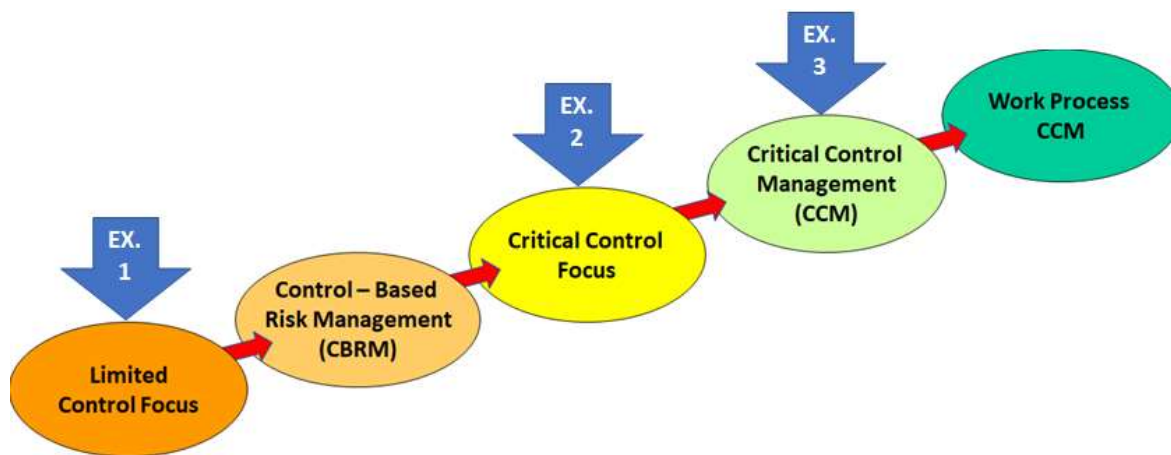 EX.
1
Limited
Control Focus
Control – Based
Risk Management
(CBRM)
EX.
2
Critical Control
Focus
EX.
3
Critical Control
Management
(CCM)
Work Process
CCM